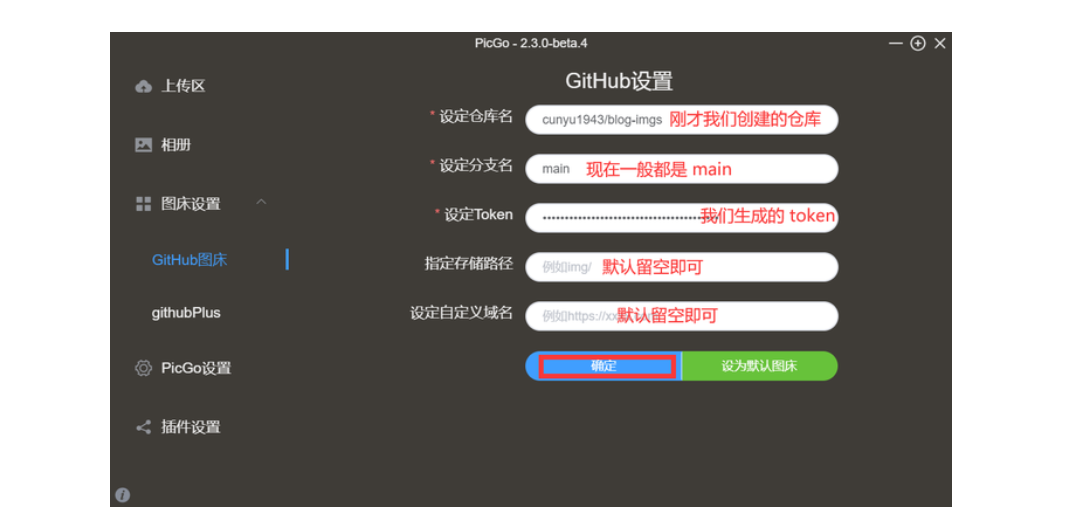 PicGo - 2.3.0-beta.4
上传区
相册
图床设置
GitHub图床
githubPlus
PicGo设置
插件设置
GitHub设置
* 设定仓库名 cunyu1943/blog-imgs 刚才我们创建的仓库
* 设定分支名 main 现在一般都是 main
* 设定Token 我们生成的 token
指定存储路径 例如img/ 默认留空即可
设定自定义域名 例如https://xx 默认留空即可
确定 设为默认图床